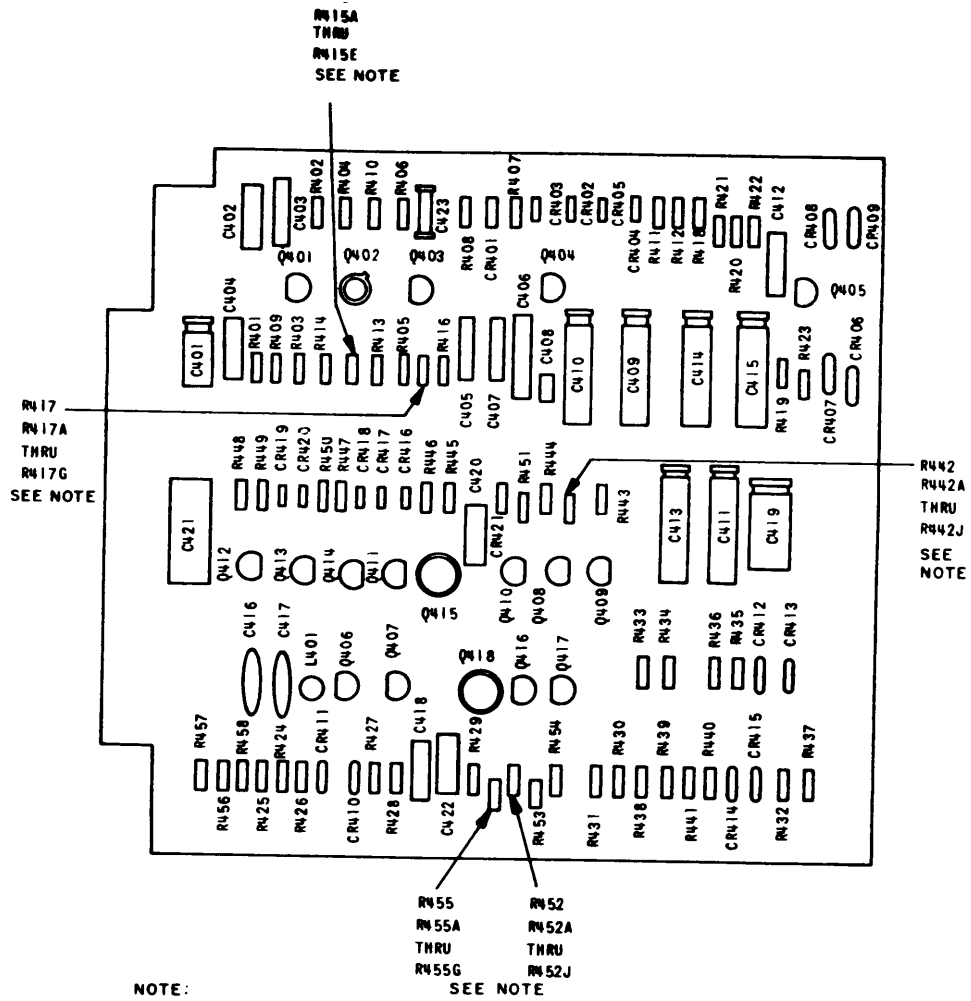 R415A
THRU
R415E
SEE NOTE
C402
C403
R402
R404
R410
R406
C423
R408
CR401
R407
CR403
CR402
CR405
CR404
R411
R412
R418
R421
R420
R422
C412
CR408
CR409
Q401
Q402
Q403
Q404
Q405
C401
C404
R401
R409
R403
R414
R413
R405
R416
C405
C407
C406
C408
C410
C409
C414
C415
R419
R423
CR407
CR406
R417
R417A
THRU
R417G
SEE NOTE
C421
R448
R449
CR419
CR420
R450
R447
CR418
CR417
CR416
R446
R445
C420
CR421
R451
R444
R443
C413
C411
C419
R442
R442A
THRU
R442J
SEE
NOTE
Q412
Q413
Q414
Q411
Q415
Q410
Q408
Q409
C416
C417
L401
Q406
Q407
Q418
Q416
Q417
R433
R434
R436
R435
CR412
CR413
R457
R456
R458
R425
R424
R426
CR411
CR410
R427
R428
C418
C422
R429
R453
R454
R431
R430
R438
R439
R441
R440
CR414
CR415
R432
R437
R455
R455A
THRU
R455G
R452
R452A
THRU
R452J
NOTE:
SEE NOTE